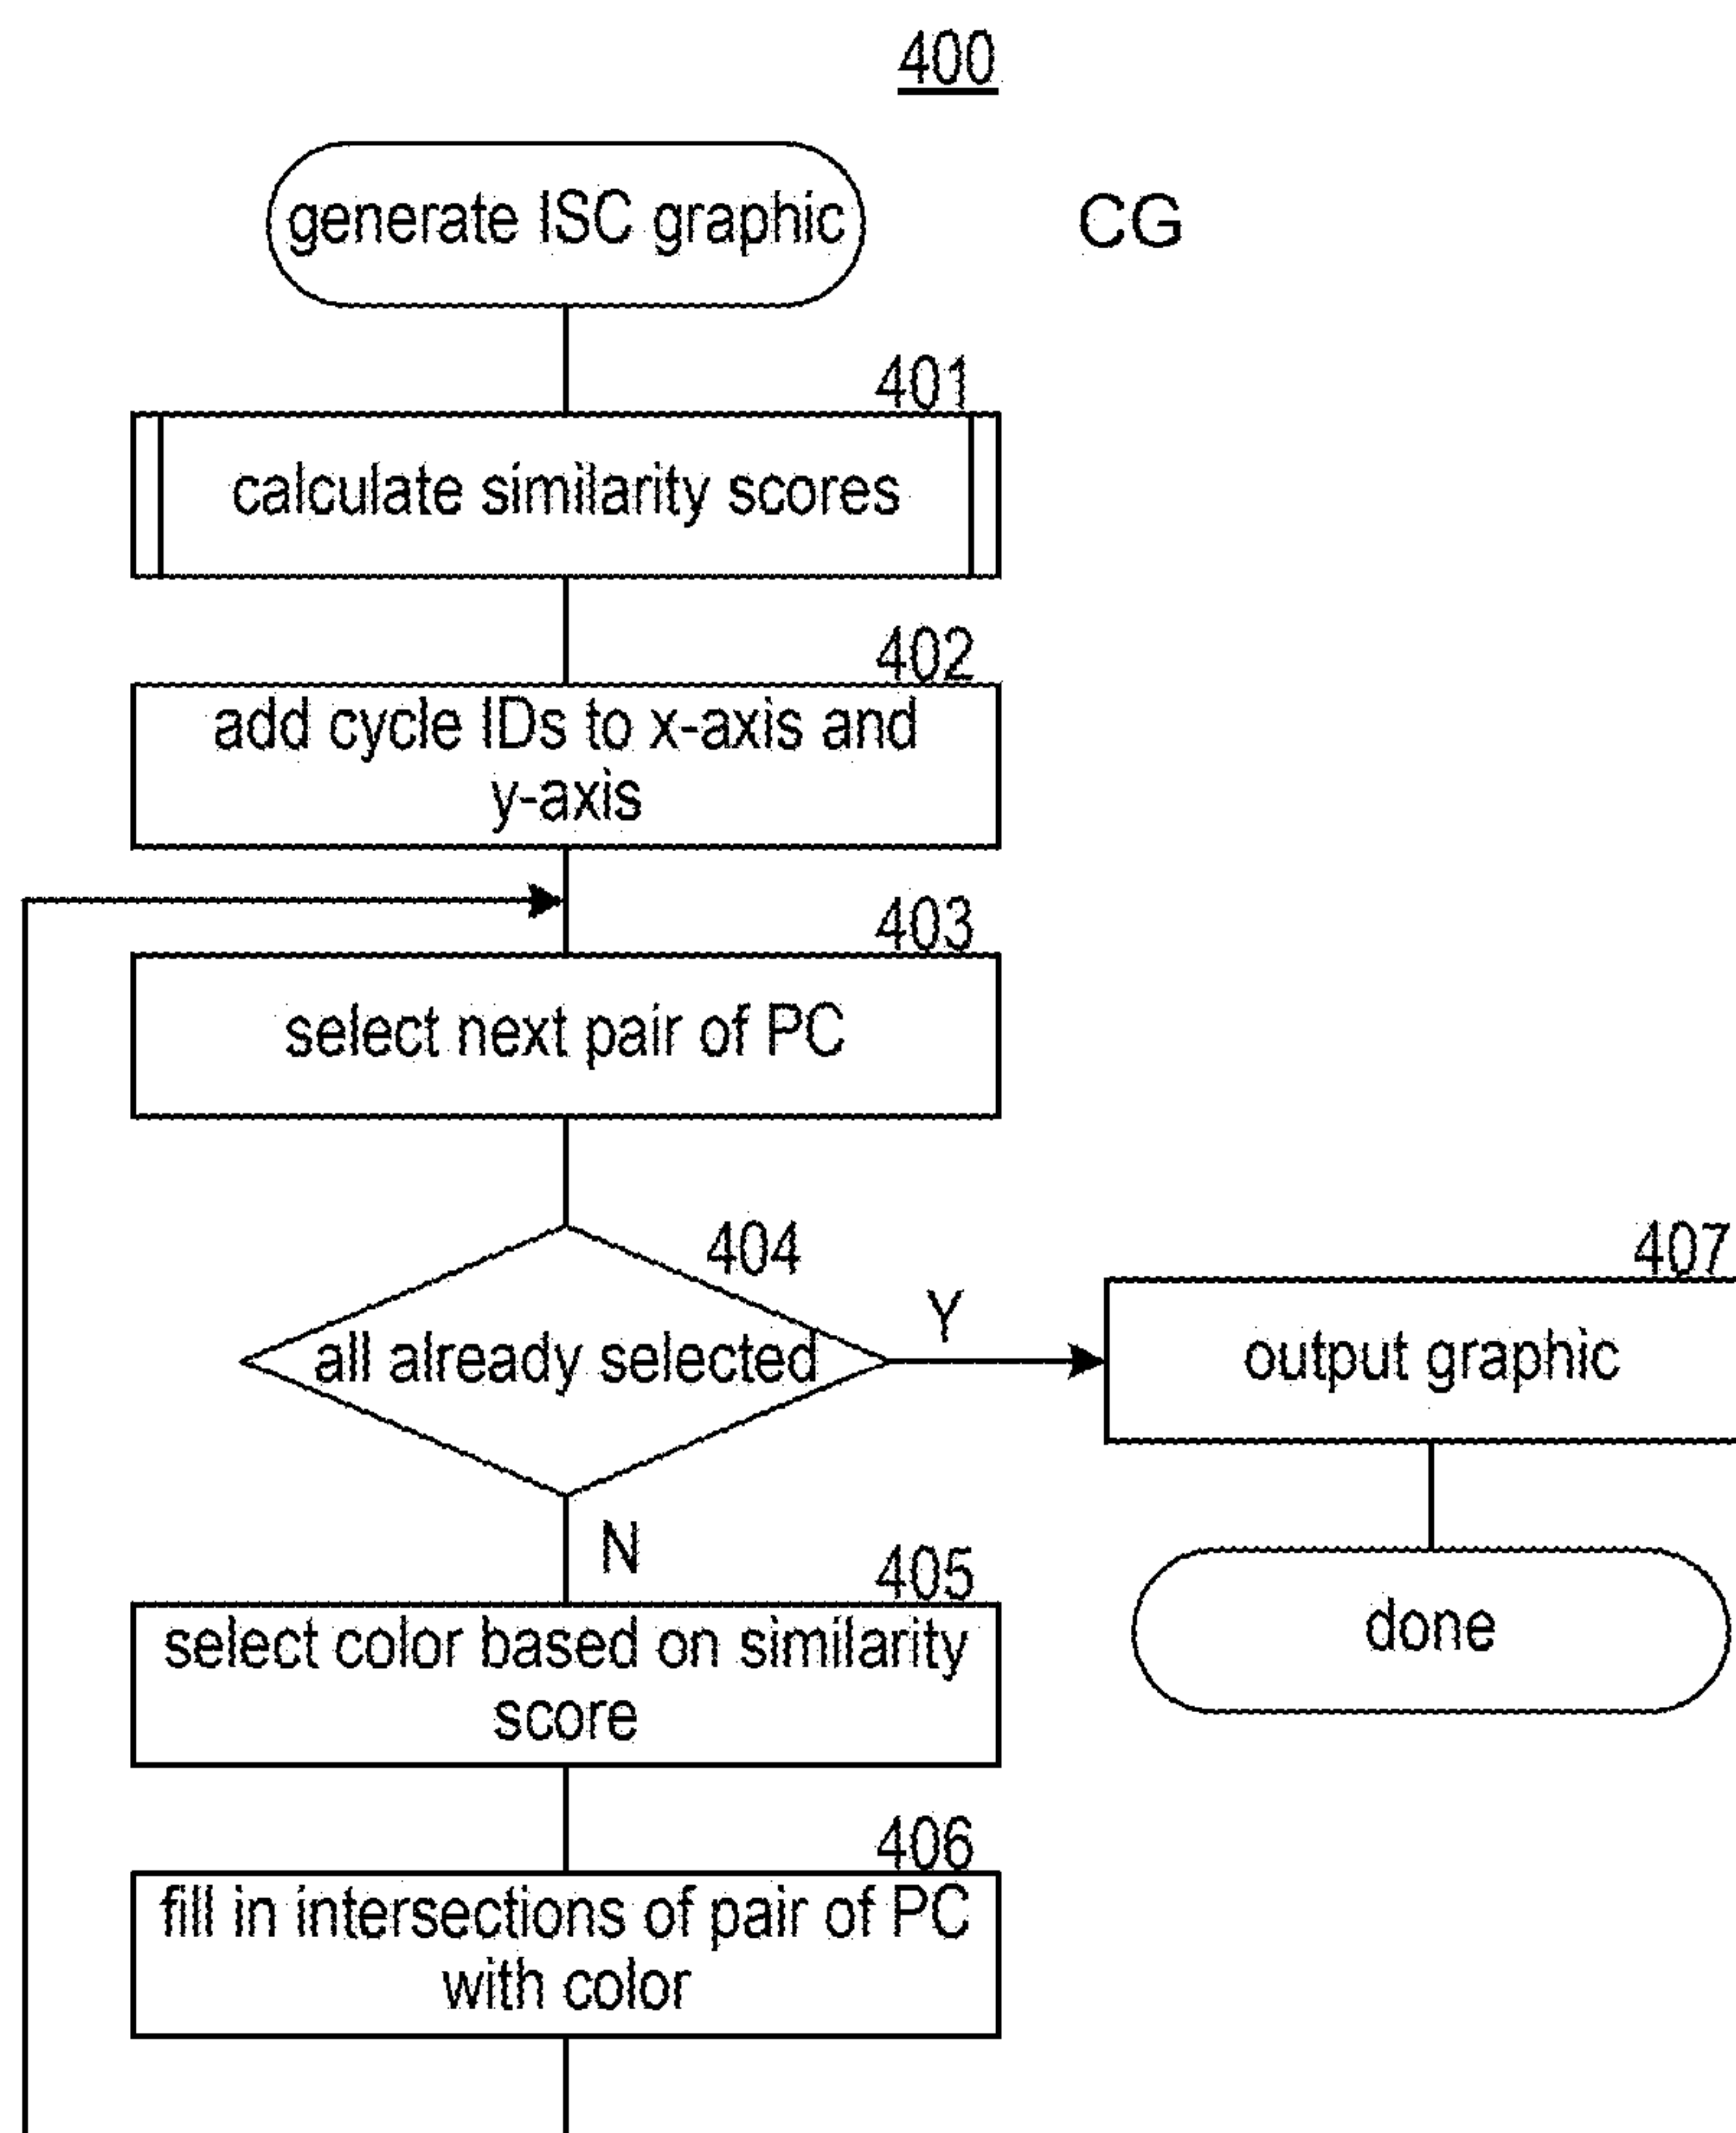 400
generate ISC graphic
CG
401
calculate similarity scores
402
add cycle IDs to x-axis and
y-axis
403
select next pair of PC
404
all already selected
Y
407
output graphic
done
N
405
select color based on similarity
score
406
fill in intersections of pair of PC
with color